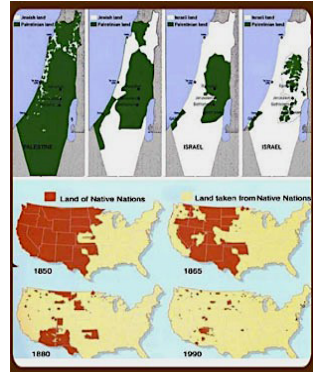 Jewish land
Palestinian land
Jewish land
Palestinian land
Israeli land
Palestinian land
Israeli land
Palestinian land
PALESTINE
ISRAEL
ISRAEL
Land of Native Nations
Land taken from Native Nations
1850
1865
1880
1990